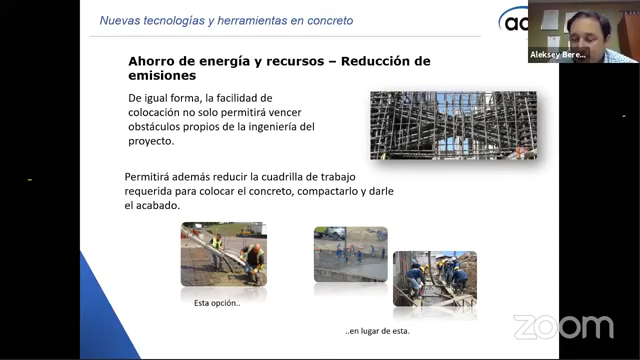 Nuevas tecnologías y herramientas en concreto
Aleksey Bere...
Ahorro de energía y recursos – Reducción de
emisiones
De igual forma, la facilidad de
colocación no solo permitirá vencer
obstáculos propios de la ingeniería del
proyecto.
Permitirá además reducir la cuadrilla de trabajo
requerida para colocar el concreto, compactarlo y darle
el acabado.
Esta opción..
..en lugar de esta.
zoom